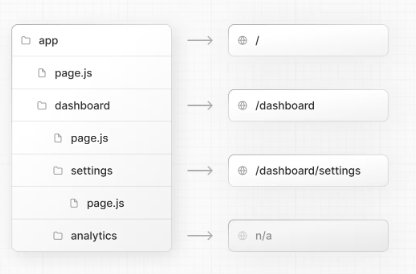 app
/
page.js
dashboard
/dashboard
page.js
settings
/dashboard/settings
page.js
analytics
n/a